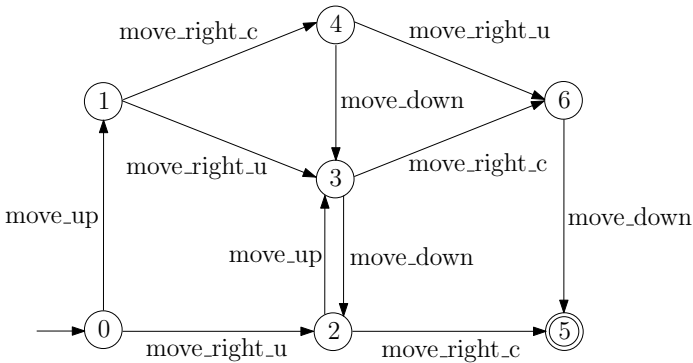 4
move_right_c
move_right_u
1
6
move_down
move_right_u
3
move_right_c
move_up
move_down
move_up
move_down
0
2
5
move_right_u
move_right_c